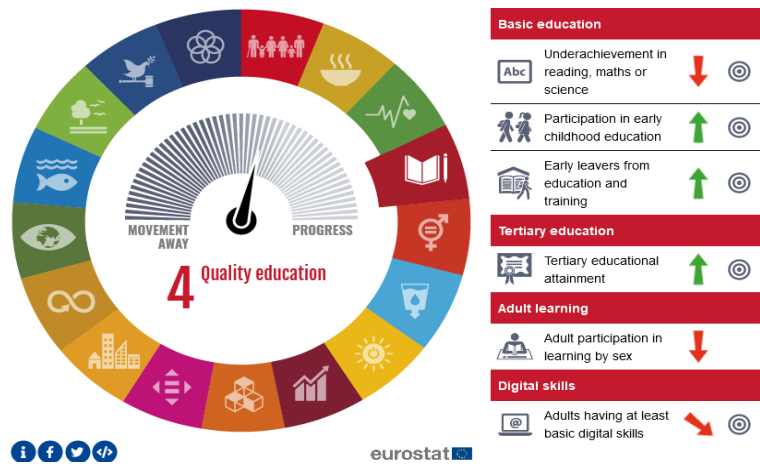 MOVEMENT
AWAY
PROGRESS
4 Quality education
eurostat
Basic education
Abc
Underachievement in
reading, maths or
science
Participation in early
childhood education
Early leavers from
education and
training
Tertiary education
Tertiary educational
attainment
Adult learning
Adult participation in
learning by sex
Digital skills
@
Adults having at least
basic digital skills